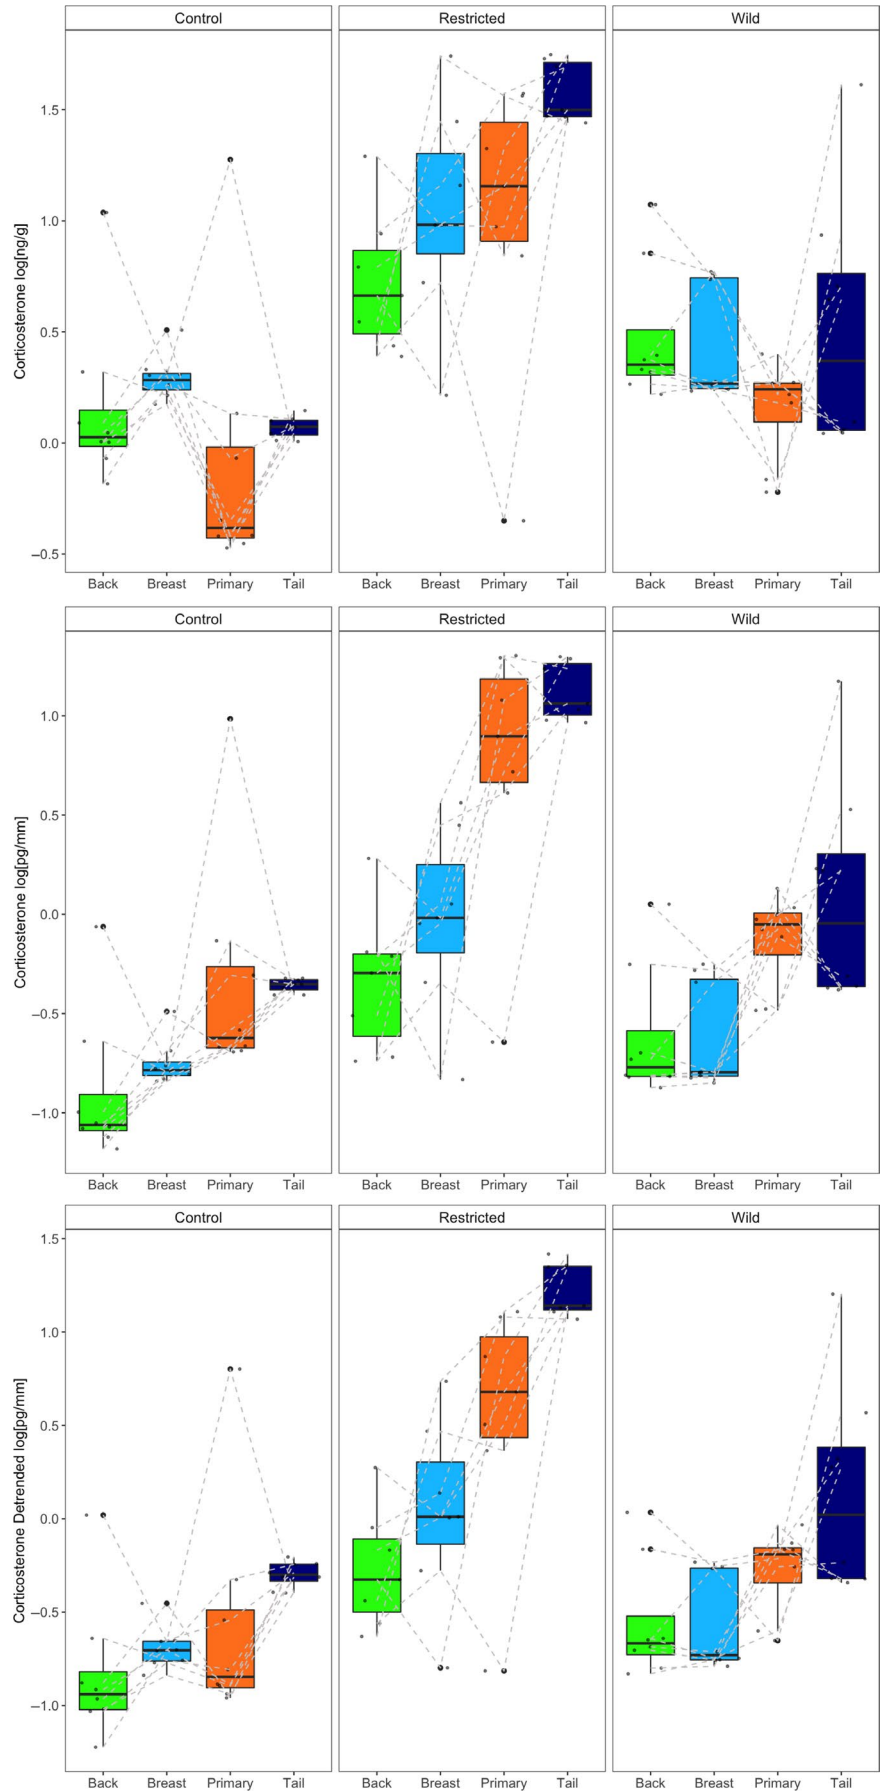 Control Restricted Wild
Corticosterone log[ng/g]
1.5
1.0
0.5
0.0
−0.5
Back Breast Primary Tail Back Breast Primary Tail Back Breast Primary Tail
Control Restricted Wild
Corticosterone log[pg/mm]
1.0
0.5
0.0
−0.5
−1.0
Back Breast Primary Tail Back Breast Primary Tail Back Breast Primary Tail
Control Restricted Wild
Corticosterone Detrended log[pg/mm]
1.5
1.0
0.5
0.0
−0.5
−1.0
Back Breast Primary Tail Back Breast Primary Tail Back Breast Primary Tail